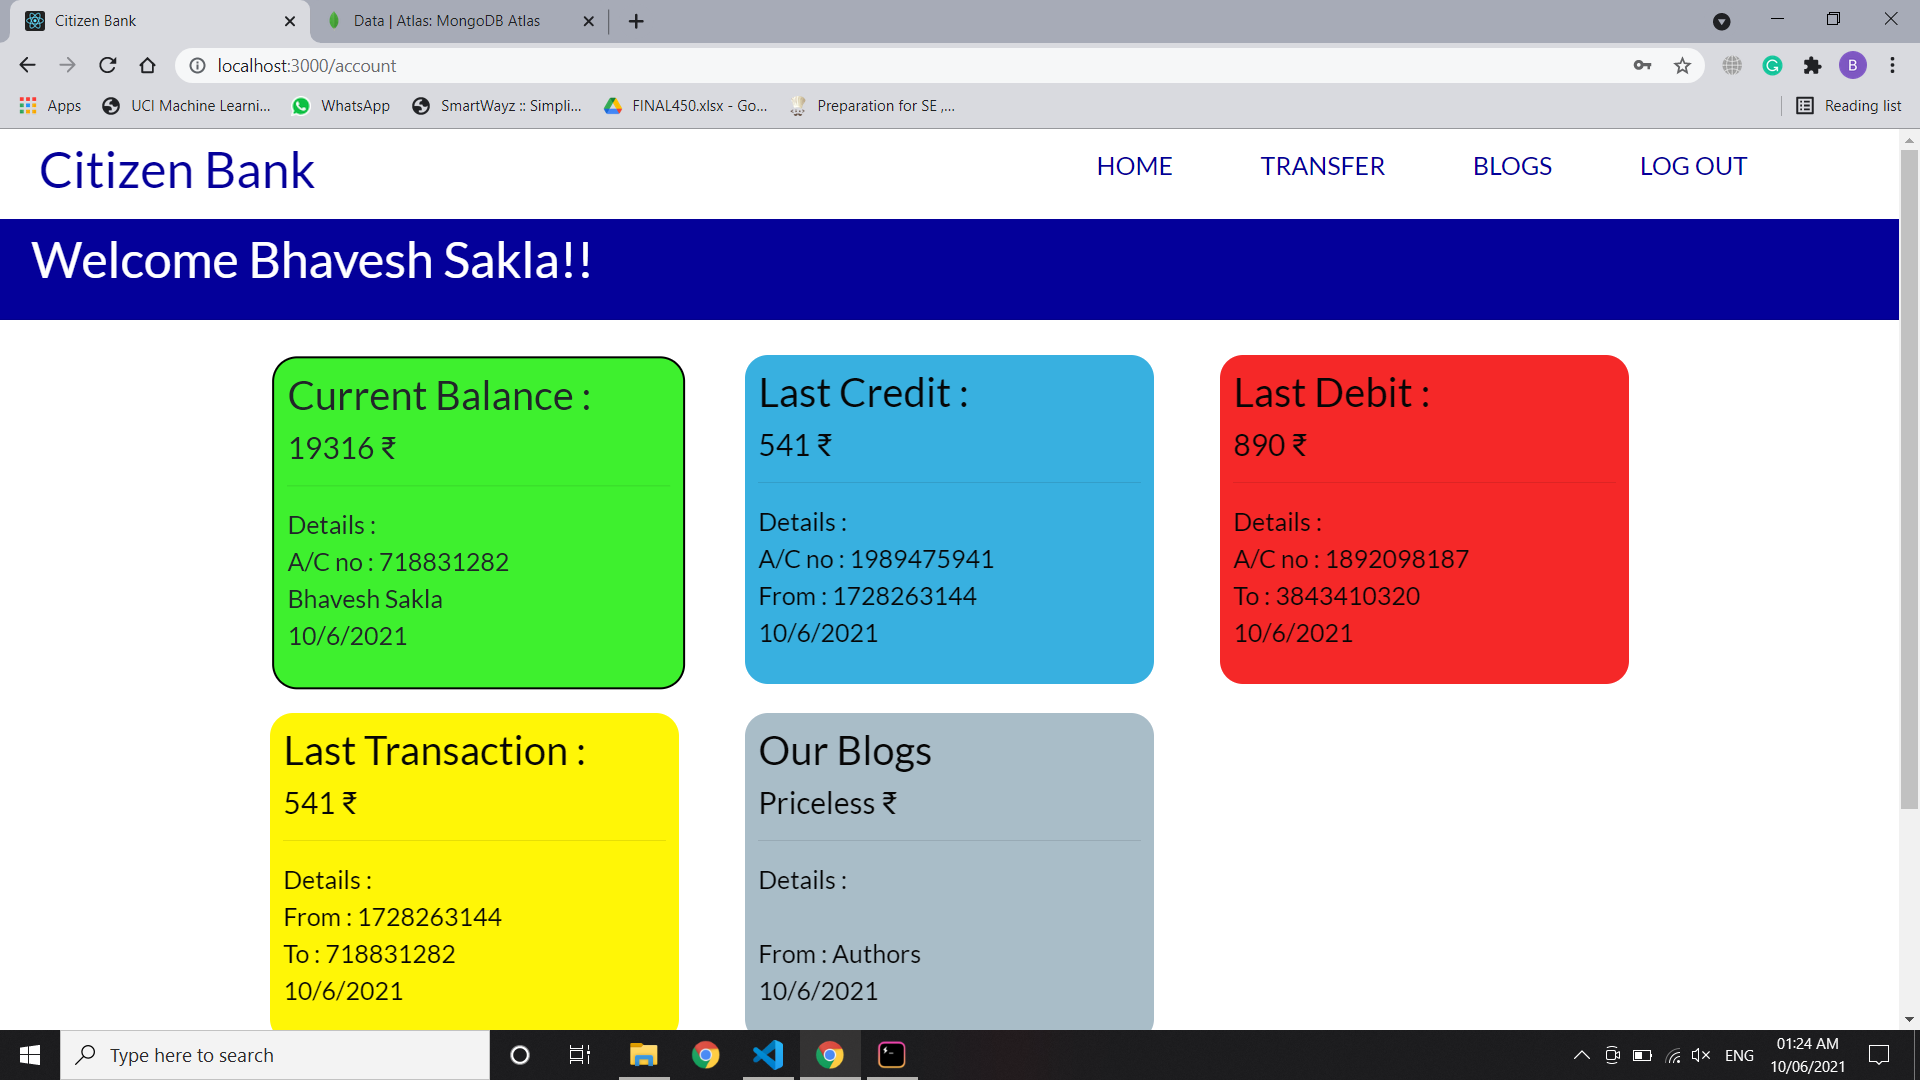 Citizen Bank
Data | Atlas: MongoDB Atlas
localhost:3000/account
B
Apps
UCI Machine Learni...
WhatsApp
SmartWayz :: Simpli...
FINAL450.xlsx - Go...
Preparation for SE ,...
Reading list
Citizen Bank
HOME
TRANSFER
BLOGS
LOG OUT
Welcome Bhavesh Sakla!!
Current Balance :
19316 ₹
Details :
A/C no : 718831282
Bhavesh Sakla
10/6/2021
Last Credit :
541 ₹
Details :
A/C no : 1989475941
From : 1728263144
10/6/2021
Last Debit :
890 ₹
Details :
A/C no : 1892098187
To : 3843410320
10/6/2021
Last Transaction :
541 ₹
Details :
From : 1728263144
To : 718831282
10/6/2021
Our Blogs
Priceless ₹
Details :
From : Authors
10/6/2021
Type here to search
ENG
01:24 AM
10/06/2021